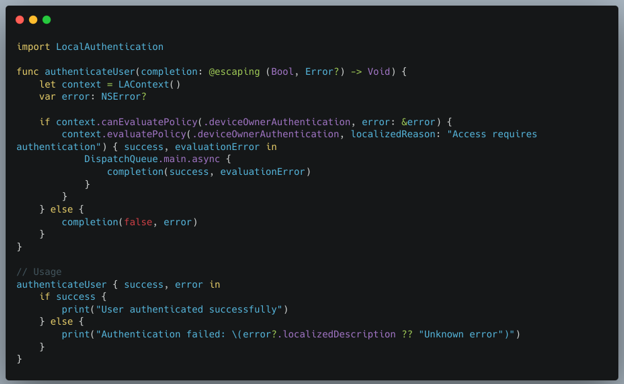 import LocalAuthentication
func authenticateUser(completion: @escaping (Bool, Error?) -> Void) {
    let context = LAContext()
    var error: NSError?
    if context.canEvaluatePolicy(.deviceOwnerAuthentication, error: &error) {
        context.evaluatePolicy(.deviceOwnerAuthentication, localizedReason: "Access requires
authentication") { success, evaluationError in
            DispatchQueue.main.async {
                completion(success, evaluationError)
            }
        }
    } else {
        completion(false, error)
    }
}
// Usage
authenticateUser { success, error in
    if success {
        print("User authenticated successfully")
    } else {
        print("Authentication failed: \(error?.localizedDescription ?? "Unknown error")")
    }
}